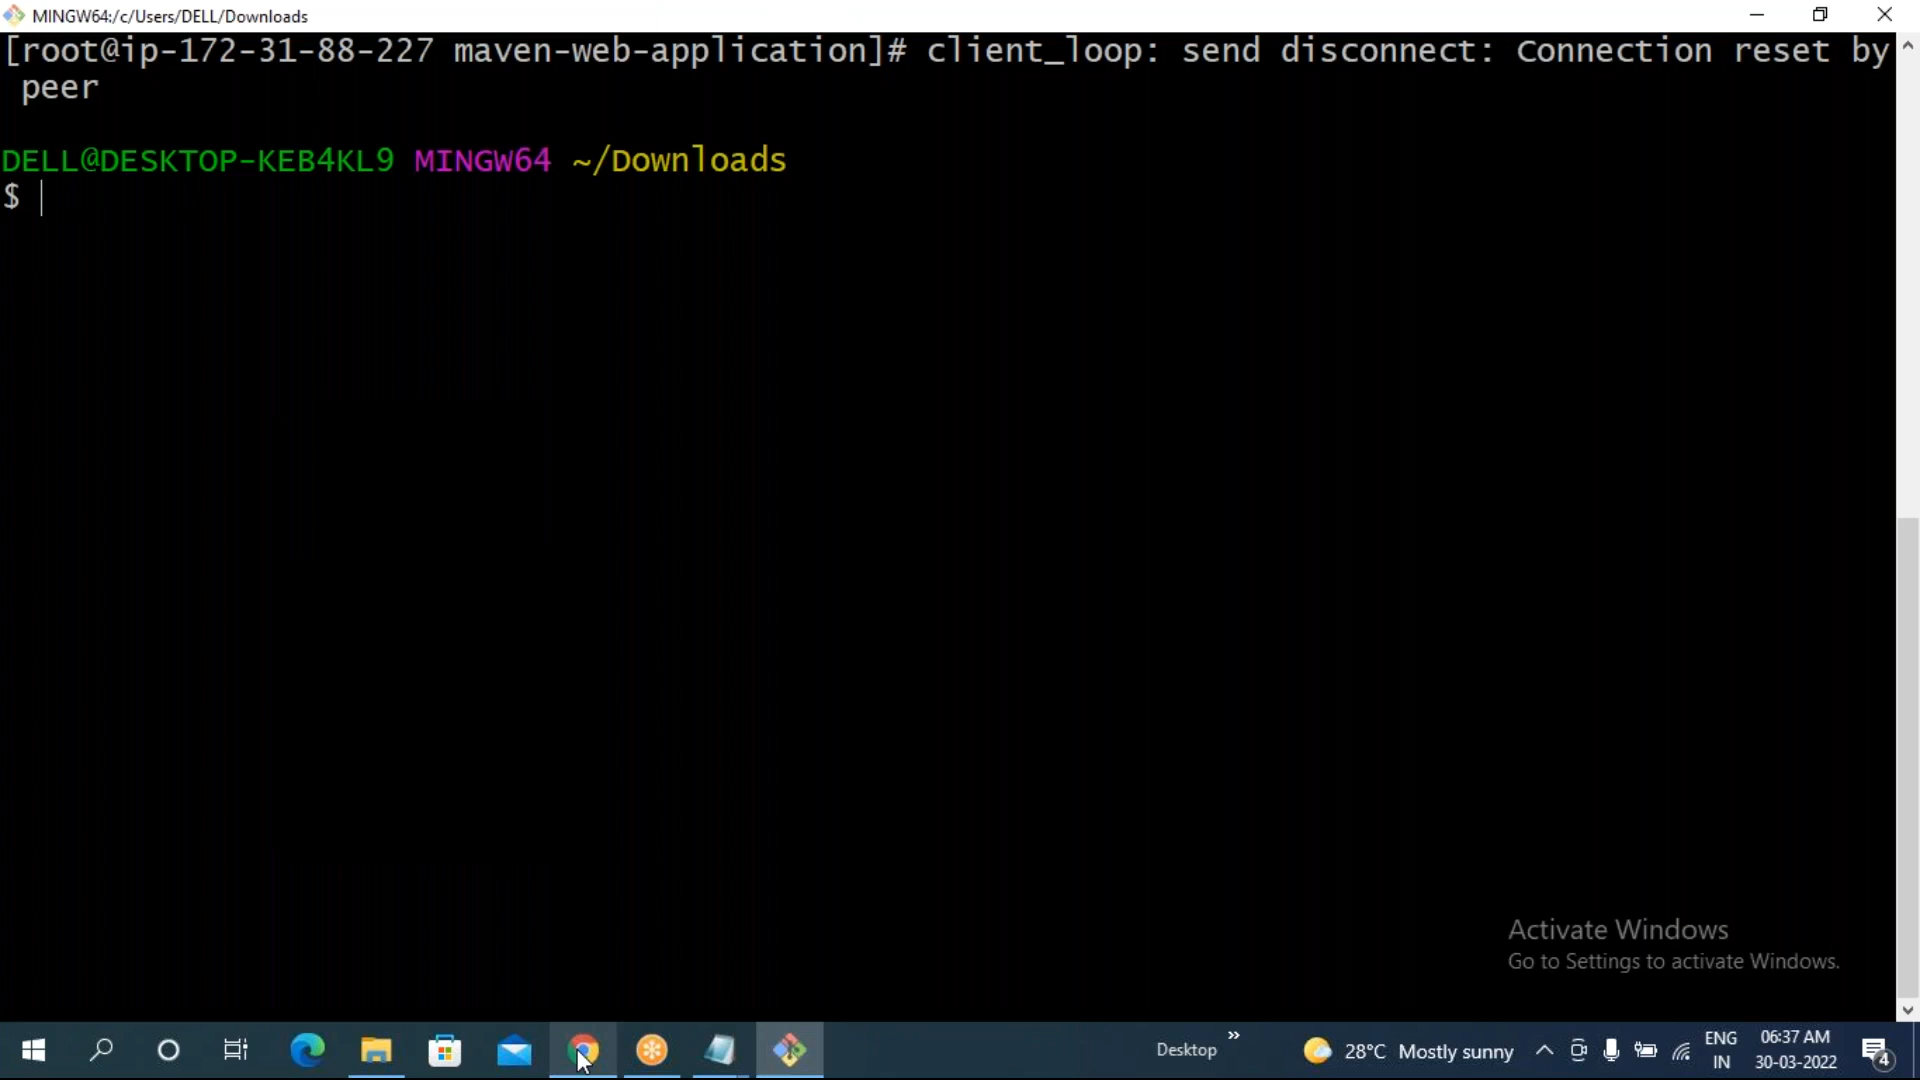 MINGW64:/c/Users/DELL/Downloads
[root@ip-172-31-88-227 maven-web-application]# client_loop: send disconnect: Connection reset by
 peer
DELL@DESKTOP-KEB4KL9 MINGW64 ~/Downloads
$
Activate Windows
Go to Settings to activate Windows.
Desktop
»
28°C Mostly sunny
ENG
IN
06:37 AM
30-03-2022
4